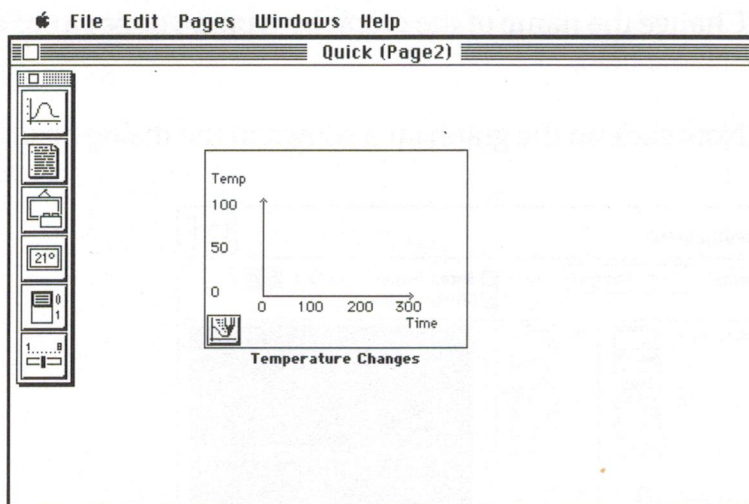 File Edit Pages Windows Help
Quick (Page2)
Temp
100
50
0
0 100 200 300
Time
Temperature Changes
21°
0
1
1......8